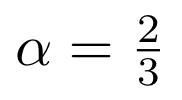 α = 2/3